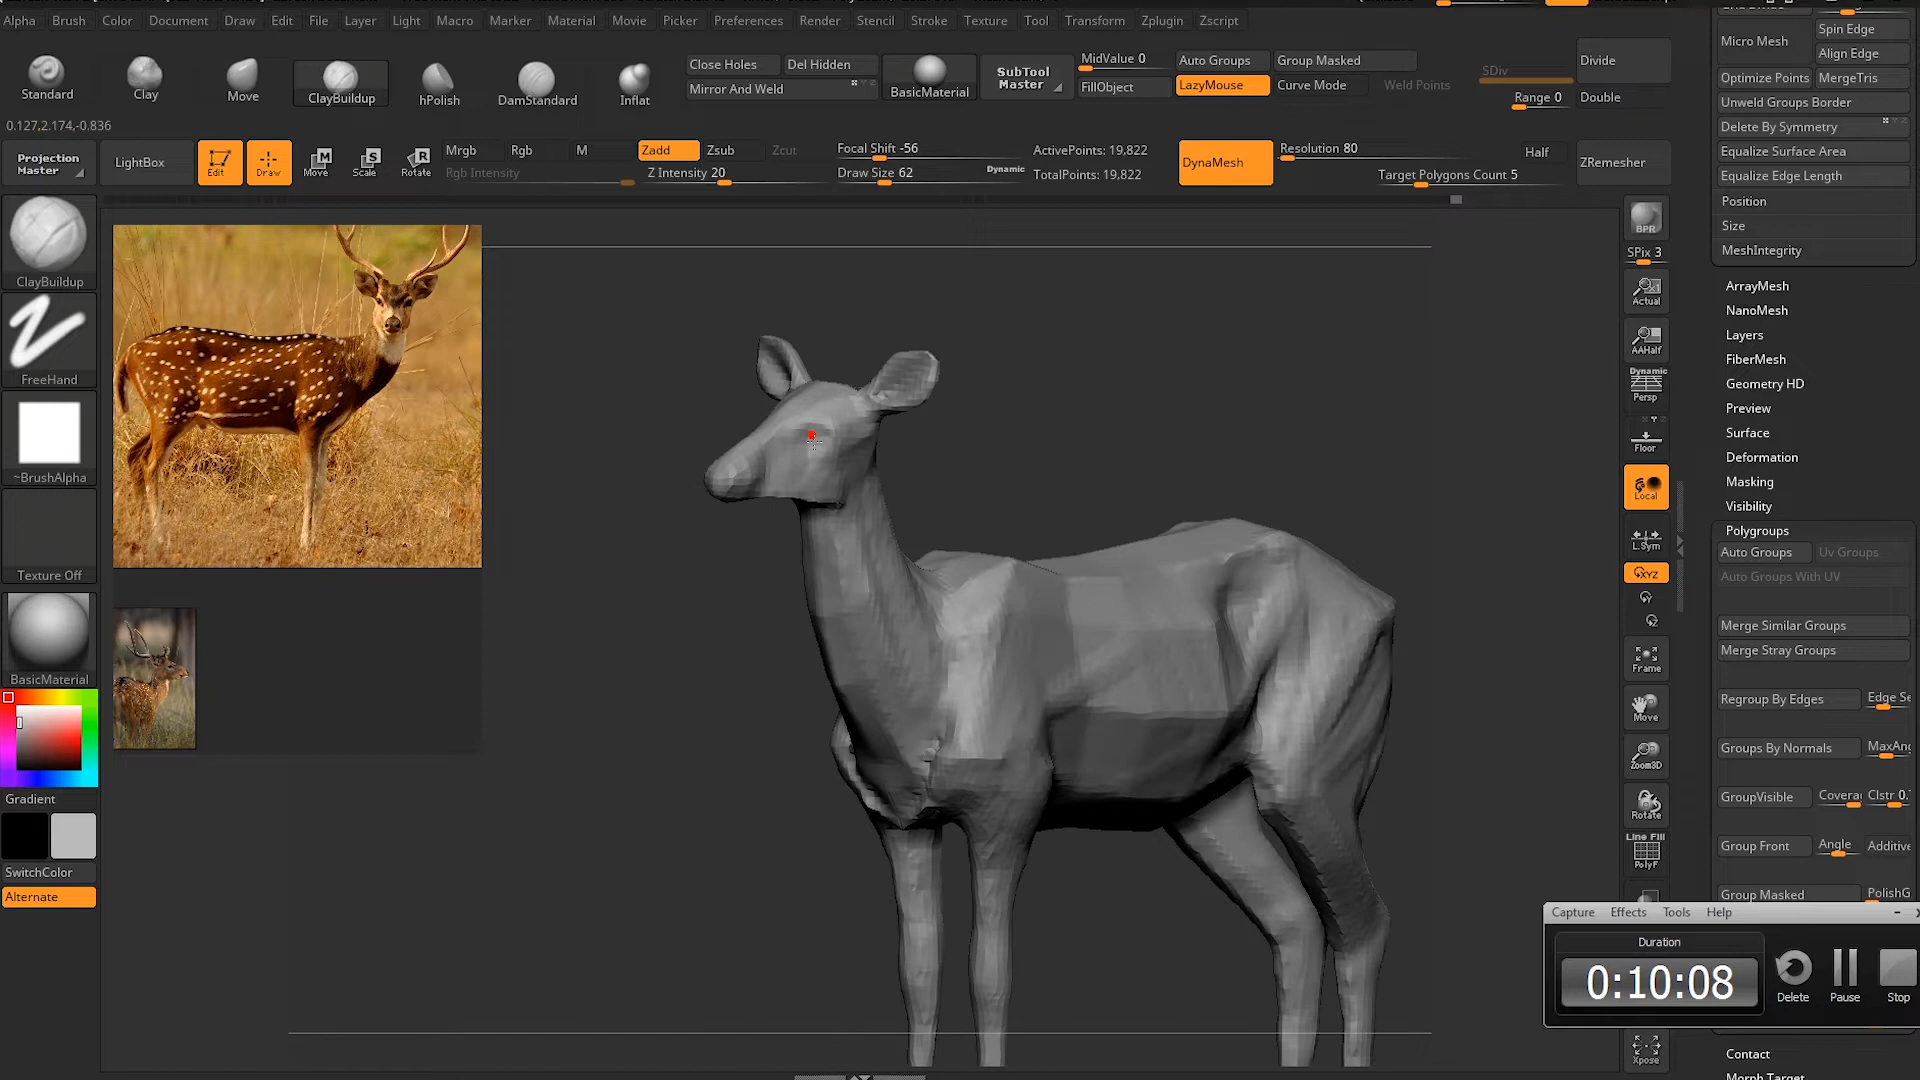 Alpha Brush Color Document Draw Edit File Layer Light Macro Marker Material Movie Picker Preferences Render Stencil Stroke Texture Tool Transform Zplugin Zscript
Standard
Clay
Move
ClayBuildup
hPolish
DamStandard
Inflat
Close Holes
Del Hidden
Mirror And Weld
BasicMaterial
SubTool
Master
MidValue 0
FillObject
Auto Groups
Group Masked
LazyMouse
Curve Mode
Weld Points
SDiv
Range 0
Divide
Double
0.127,2.174,-0.836
Projection
Master
LightBox
Edit
Draw
Move
Scale
Rotate
Mrgb
Rgb
M
Rgb Intensity
Zadd
Zsub
Zcut
Z Intensity 20
Focal Shift -56
Draw Size 62
Dynamic
ActivePoints: 19,822
TotalPoints: 19,822
DynaMesh
Resolution 80
Half
Target Polygons Count 5
ZRemesher
ClayBuildup
FreeHand
~BrushAlpha
Texture Off
BasicMaterial
Gradient
SwitchColor
Alternate
BPR
SPix 3
Actual
AAHalf
Dynamic
Persp
Floor
Local
L.Sym
XYZ
Frame
Move
Zoom3D
Rotate
Line Fill
PolyF
Xpose
Spin Edge
Micro Mesh
Align Edge
Optimize Points
MergeTris
Unweld Groups Border
Delete By Symmetry
Equalize Surface Area
Equalize Edge Length
Position
Size
MeshIntegrity
ArrayMesh
NanoMesh
Layers
FiberMesh
Geometry HD
Preview
Surface
Deformation
Masking
Visibility
Polygroups
Auto Groups
Uv Groups
Auto Groups With UV
Merge Similar Groups
Merge Stray Groups
Regroup By Edges
Edge Se
Groups By Normals
MaxAng
GroupVisible
Covera
Clstr 0.
Group Front
Angle
Additive
Group Masked
PolishG
Capture Effects Tools Help
Duration
0:10:08
Delete
Pause
Stop
Contact
Morph Target